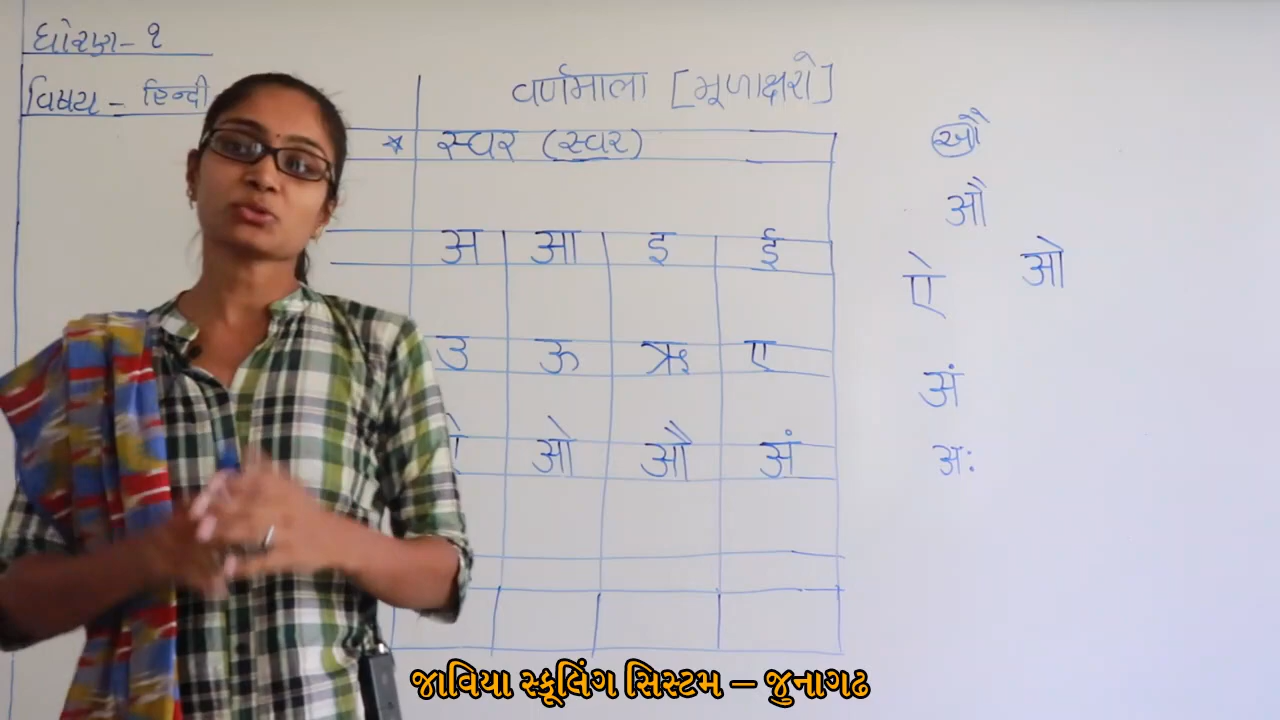 ધોરણ - ૧
વિષય - હિન્દી
વર્ણમાલા [મૂળાક્ષરો]
* स्वर (સ્વર)
अ आ इ ई
उ ऊ ऋ ए
ओ औ अं
ઔ
औ
ऐ ओ
अं
अः
જાવિયા સ્કૂલિંગ સિસ્ટમ – જુનાગઢ